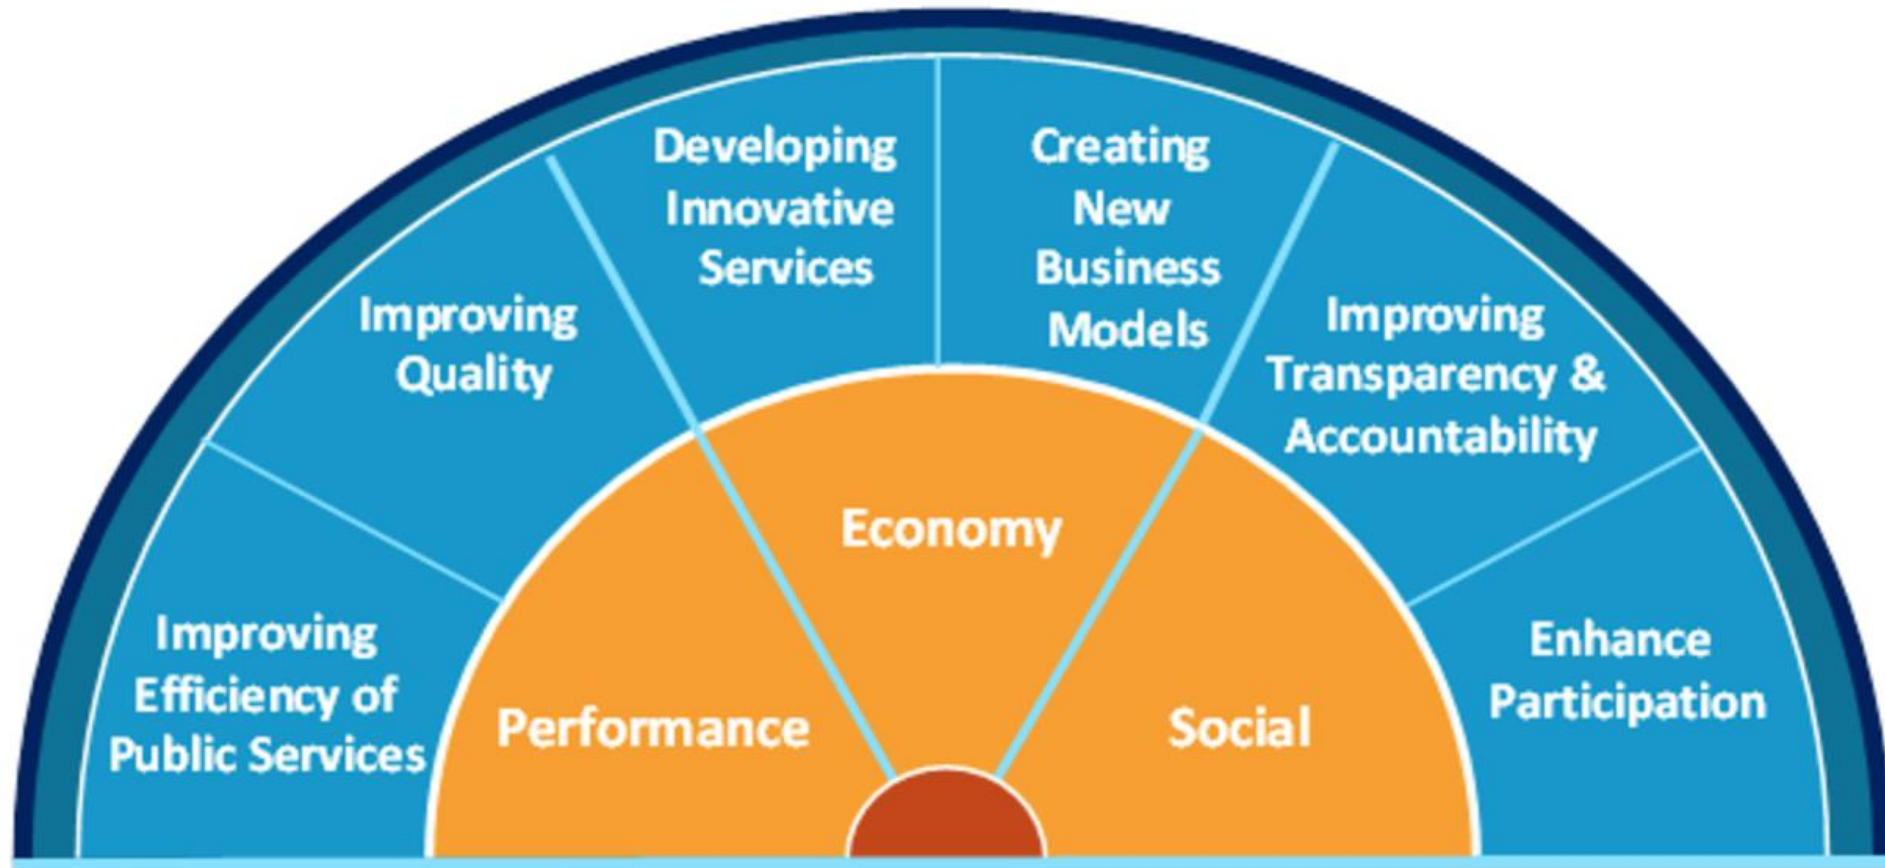 Developing
Innovative
Services
Creating
New
Business
Models
Improving
Quality
Improving
Transparency &
Accountability
Economy
Improving
Efficiency of
Public Services
Performance
Social
Enhance
Participation